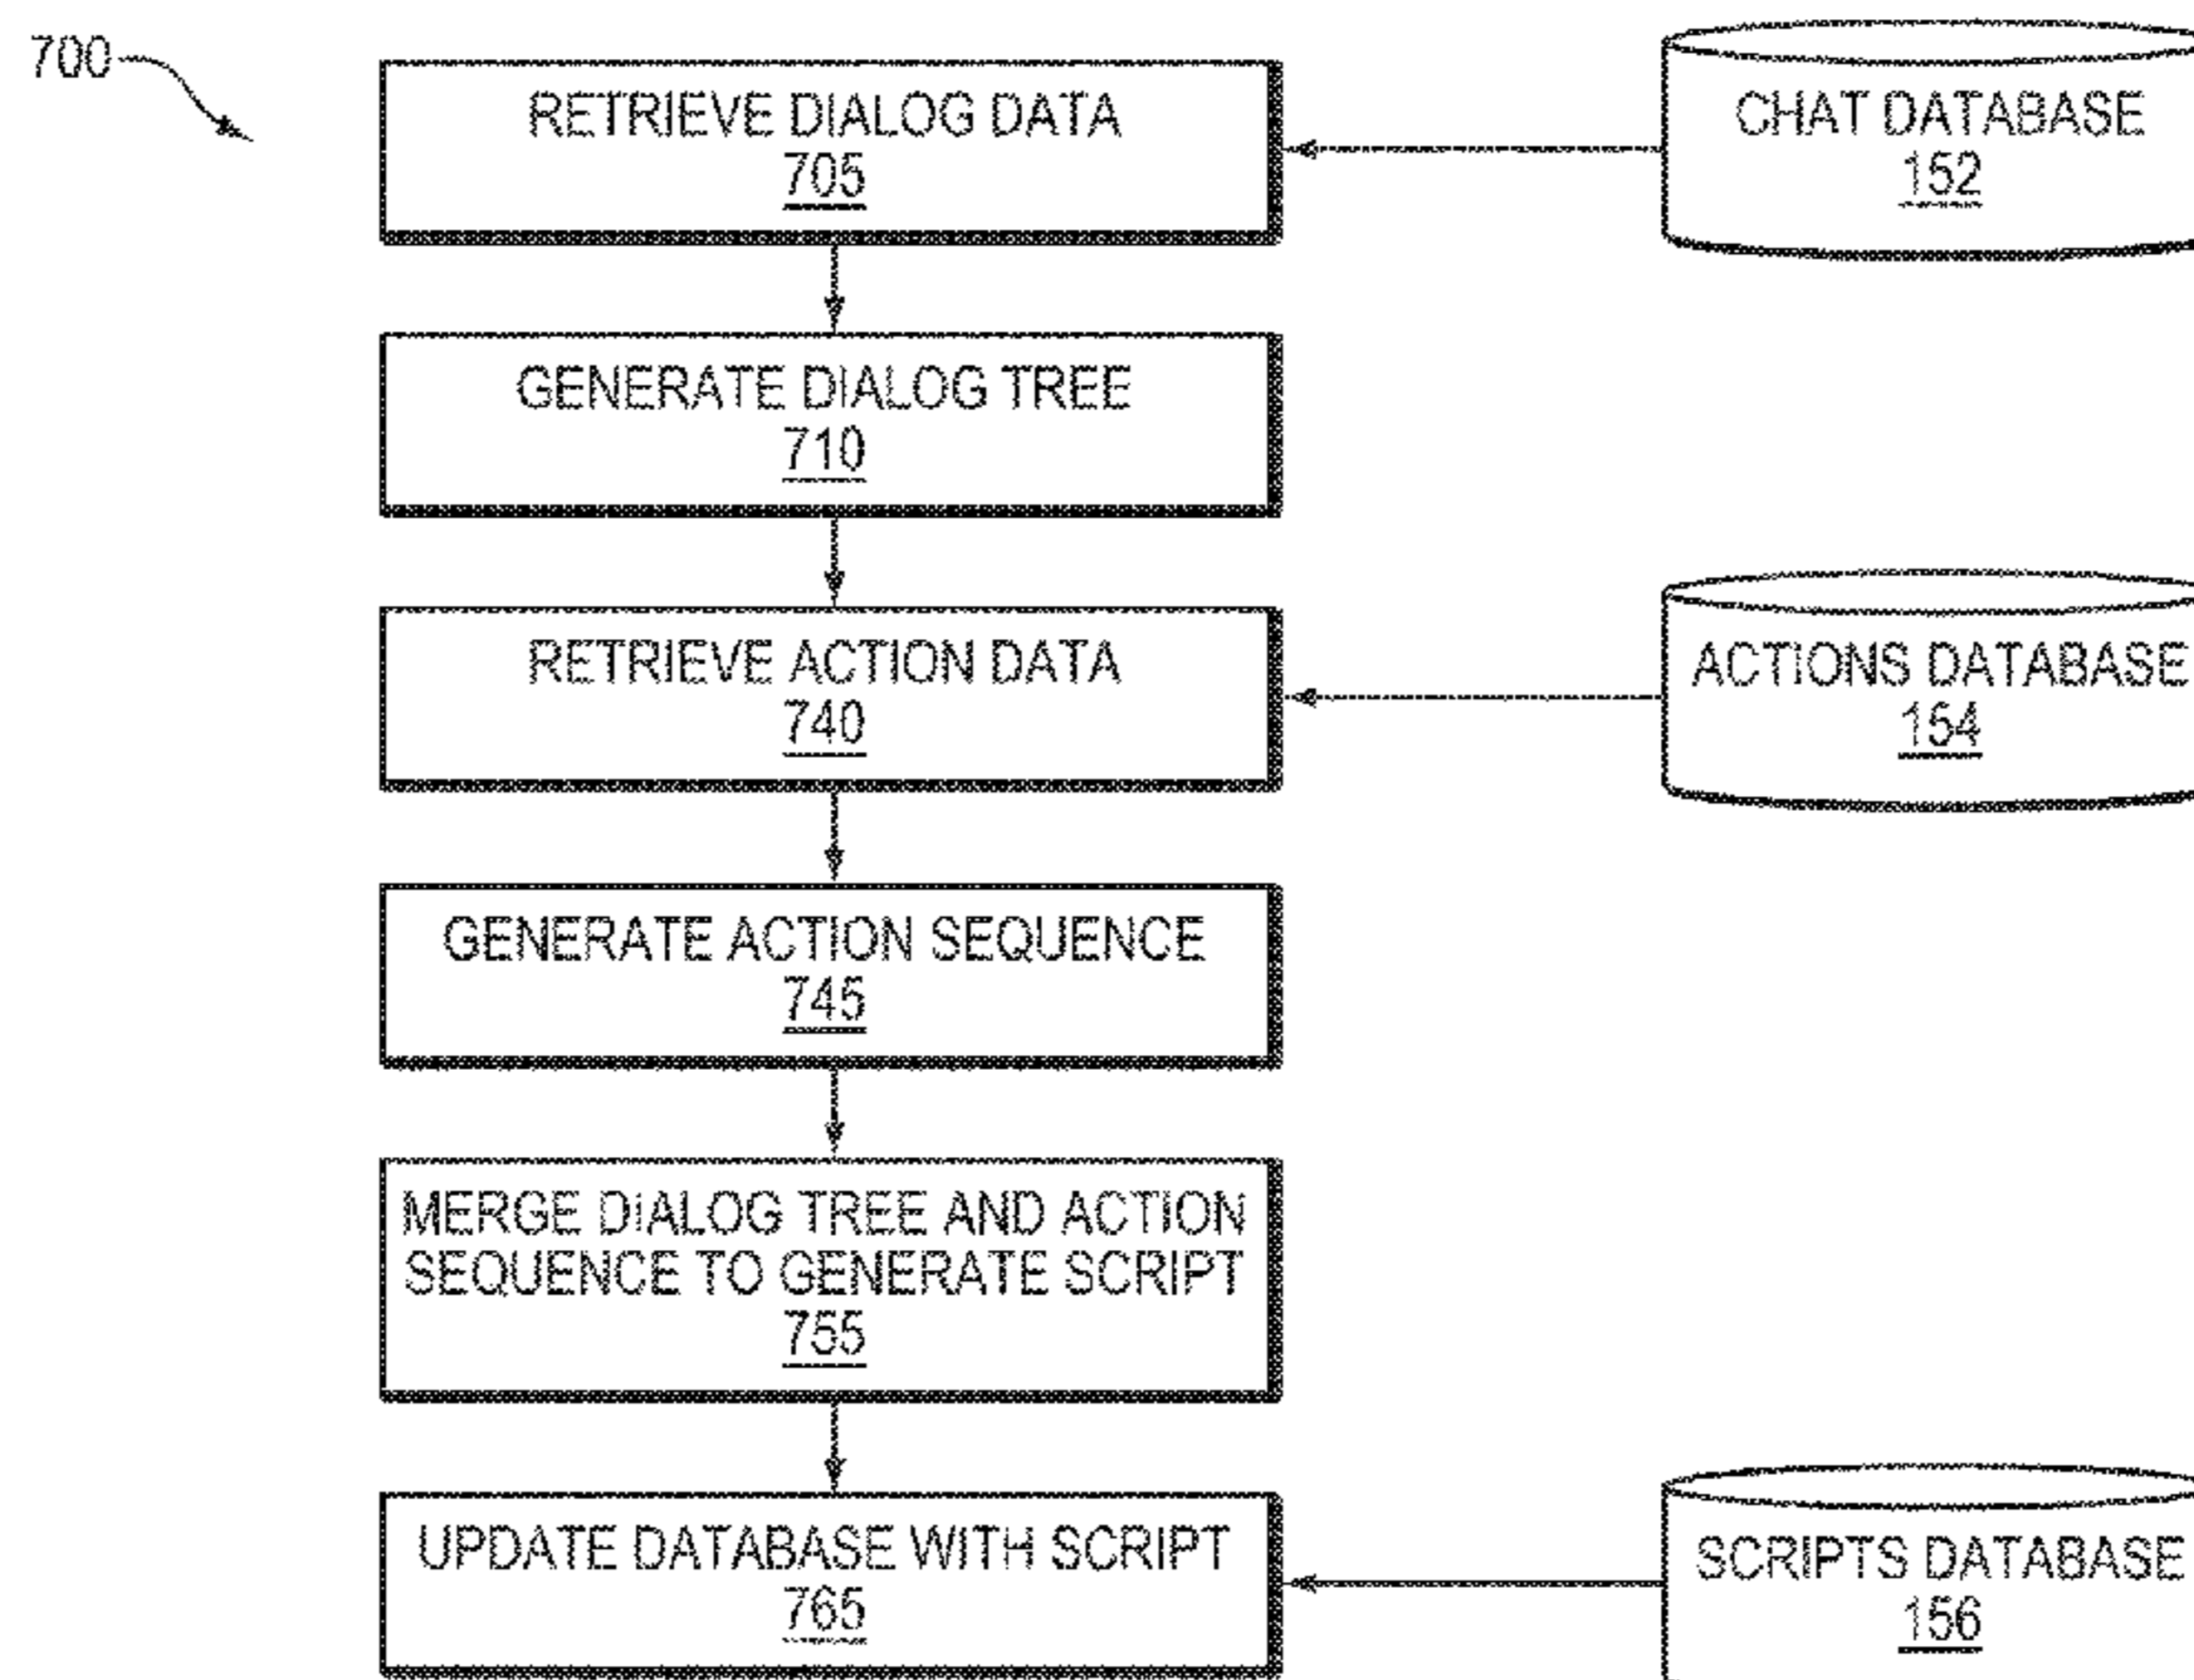 700
RETRIEVE DIALOG DATA
705
CHAT DATABASE
152
GENERATE DIALOG TREE
710
RETRIEVE ACTION DATA
740
ACTIONS DATABASE
154
GENERATE ACTION SEQUENCE
745
MERGE DIALOG TREE AND ACTION
SEQUENCE TO GENERATE SCRIPT
755
UPDATE DATABASE WITH SCRIPT
765
SCRIPTS DATABASE
156